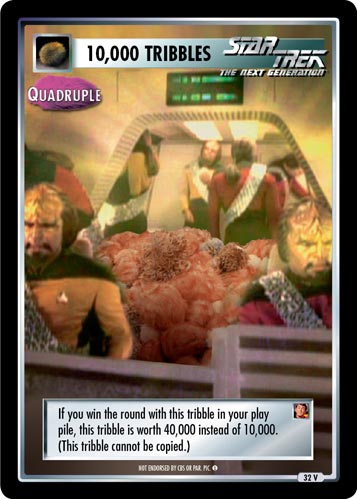 10,000 TRIBBLES
STAR TREK
THE NEXT GENERATION
QUADRUPLE
If you win the round with this tribble in your play
pile, this tribble is worth 40,000 instead of 10,000.
(This tribble cannot be copied.)
32 V
NOT ENDORSED BY CBS OR PAR. PIC.